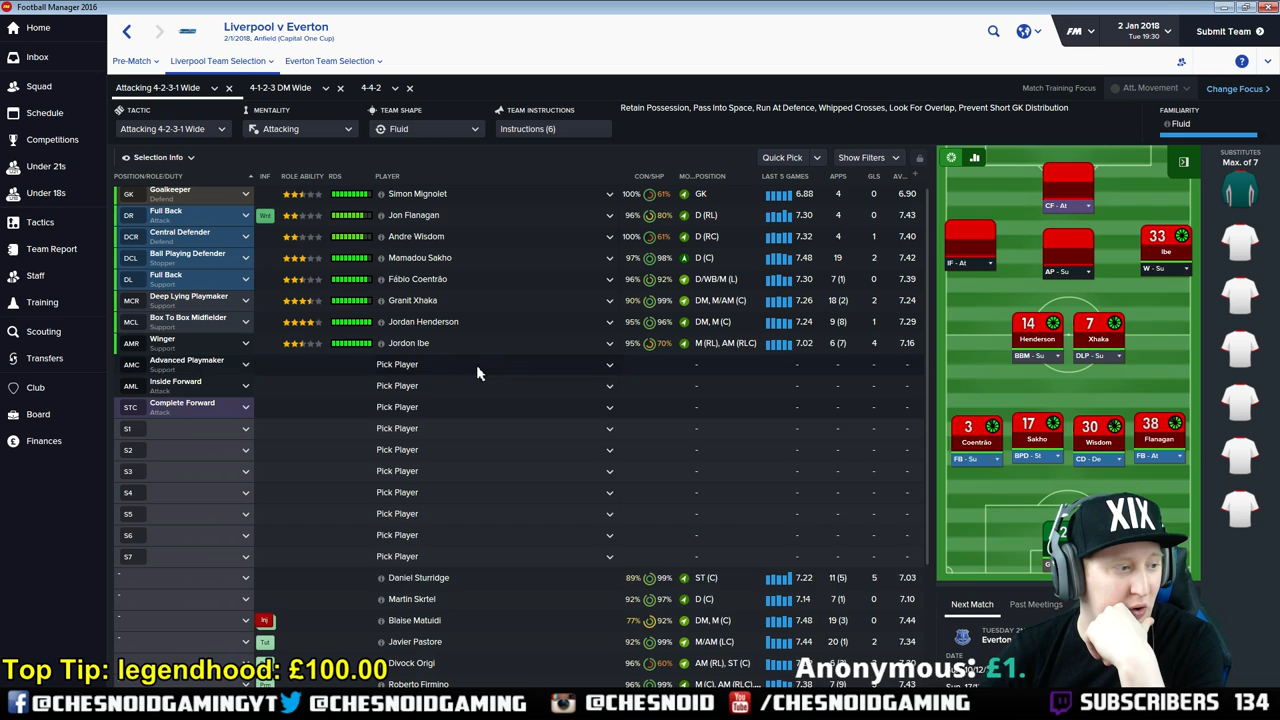 Football Manager 2016
Home
Inbox
Squad
Schedule
Competitions
Under 21s
Under 18s
Tactics
Team Report
Staff
Training
Scouting
Transfers
Club
Board
Finances
Liverpool v Everton
2/1/2018, Anfield (Capital One Cup)
FM
2 Jan 2018
Tue 19:30
Submit Team
Pre-Match
Liverpool Team Selection
Everton Team Selection
?
Attacking 4-2-3-1 Wide
4-1-2-3 DM Wide
4-4-2
Match Training Focus
Att. Movement
Change Focus >
TACTIC
MENTALITY
TEAM SHAPE
TEAM INSTRUCTIONS
Retain Possession, Pass Into Space, Run At Defence, Whipped Crosses, Look For Overlap, Prevent Short GK Distribution
FAMILIARITY
Fluid
Attacking 4-2-3-1 Wide
Attacking
Fluid
Instructions (6)
Selection Info
Quick Pick
Show Filters
POSITION/ROLE/DUTY INF ROLE ABILITY RDS PLAYER CON/SHP MO... POSITION LAST 5 GAMES APPS GLS AV...
GK Goalkeeper Defend Simon Mignolet 100% 61% GK 6.88 4 0 6.90
DR Full Back Attack Wnt Jon Flanagan 96% 80% D (RL) 7.30 4 0 7.43
DCR Central Defender Defend Andre Wisdom 100% 61% D (RC) 7.32 4 1 7.40
DCL Ball Playing Defender Stopper Mamadou Sakho 97% 98% D (C) 7.48 19 2 7.42
DL Full Back Support Fábio Coentrão 96% 92% D/WB/M (L) 7.30 7 (1) 0 7.39
MCR Deep Lying Playmaker Support Granit Xhaka 90% 99% DM, M/AM (C) 7.26 18 (2) 2 7.24
MCL Box To Box Midfielder Support Jordan Henderson 95% 96% DM, M (C) 7.24 9 (8) 1 7.29
AMR Winger Support Jordon Ibe 95% 70% M (RL), AM (RLC) 7.02 6 (7) 4 7.16
AMC Advanced Playmaker Support Pick Player - - - - -
AML Inside Forward Attack Pick Player - - - - -
STC Complete Forward Attack Pick Player - - - - -
S1 Pick Player - - - - -
S2 Pick Player - - - - -
S3 Pick Player - - - - -
S4 Pick Player - - - - -
S5 Pick Player - - - - -
S6 Pick Player - - - - -
S7 Pick Player - - - - -
- Daniel Sturridge 89% 99% ST (C) 7.22 11 (5) 5 7.03
- Martin Skrtel 92% 97% D (C) 7.14 7 (1) 0 7.10
- Inj Blaise Matuidi 77% 92% DM, M (C) 7.48 19 (3) 0 7.44
- Tut Javier Pastore 92% 99% M/AM (LC) 7.44 20 (1) 2 7.34
- Divock Origi 96% 60% AM (RL), ST (C)
Roberto Firmino
SUBSTITUTES
Max. of 7
CF - At
IF - At
AP - Su
33
Ibe
W - Su
14
Henderson
BBM - Su
7
Xhaka
DLP - Su
3
Coentrão
FB - Su
17
Sakho
BPD - St
30
Wisdom
CD - De
38
Flanagan
FB - At
XIX
Next Match
Past Meetings
Everton
DATE
Top Tip: legendhood: £100.00
Anonymous: £1.
/CHESNOIDGAMINGYT
@CHESNOIDGAMING
@CHESNOID
You Tube
/CHESNOIDGAMING
SUBSCRIBERS 134